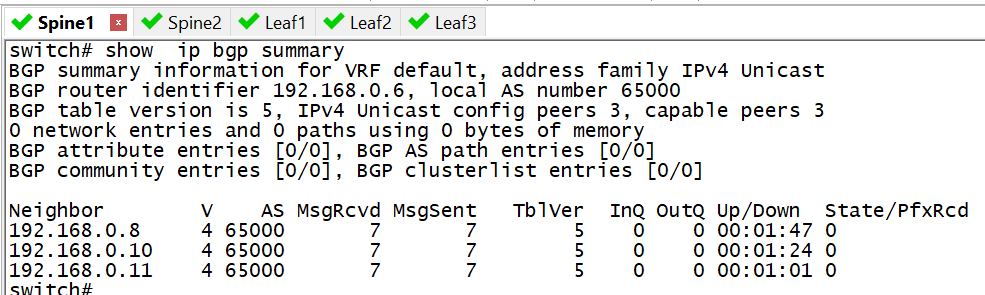 Spine1 x Spine2 Leaf1 Leaf2 Leaf3
switch# show  ip bgp summary
BGP summary information for VRF default, address family IPv4 Unicast
BGP router identifier 192.168.0.6, local AS number 65000
BGP table version is 5, IPv4 Unicast config peers 3, capable peers 3
0 network entries and 0 paths using 0 bytes of memory
BGP attribute entries [0/0], BGP AS path entries [0/0]
BGP community entries [0/0], BGP clusterlist entries [0/0]
Neighbor        V    AS MsgRcvd MsgSent   TblVer  InQ OutQ Up/Down  State/PfxRcd
192.168.0.8     4 65000       7       7        5    0    0 00:01:47 0
192.168.0.10    4 65000       7       7        5    0    0 00:01:24 0
192.168.0.11    4 65000       7       7        5    0    0 00:01:01 0
switch#